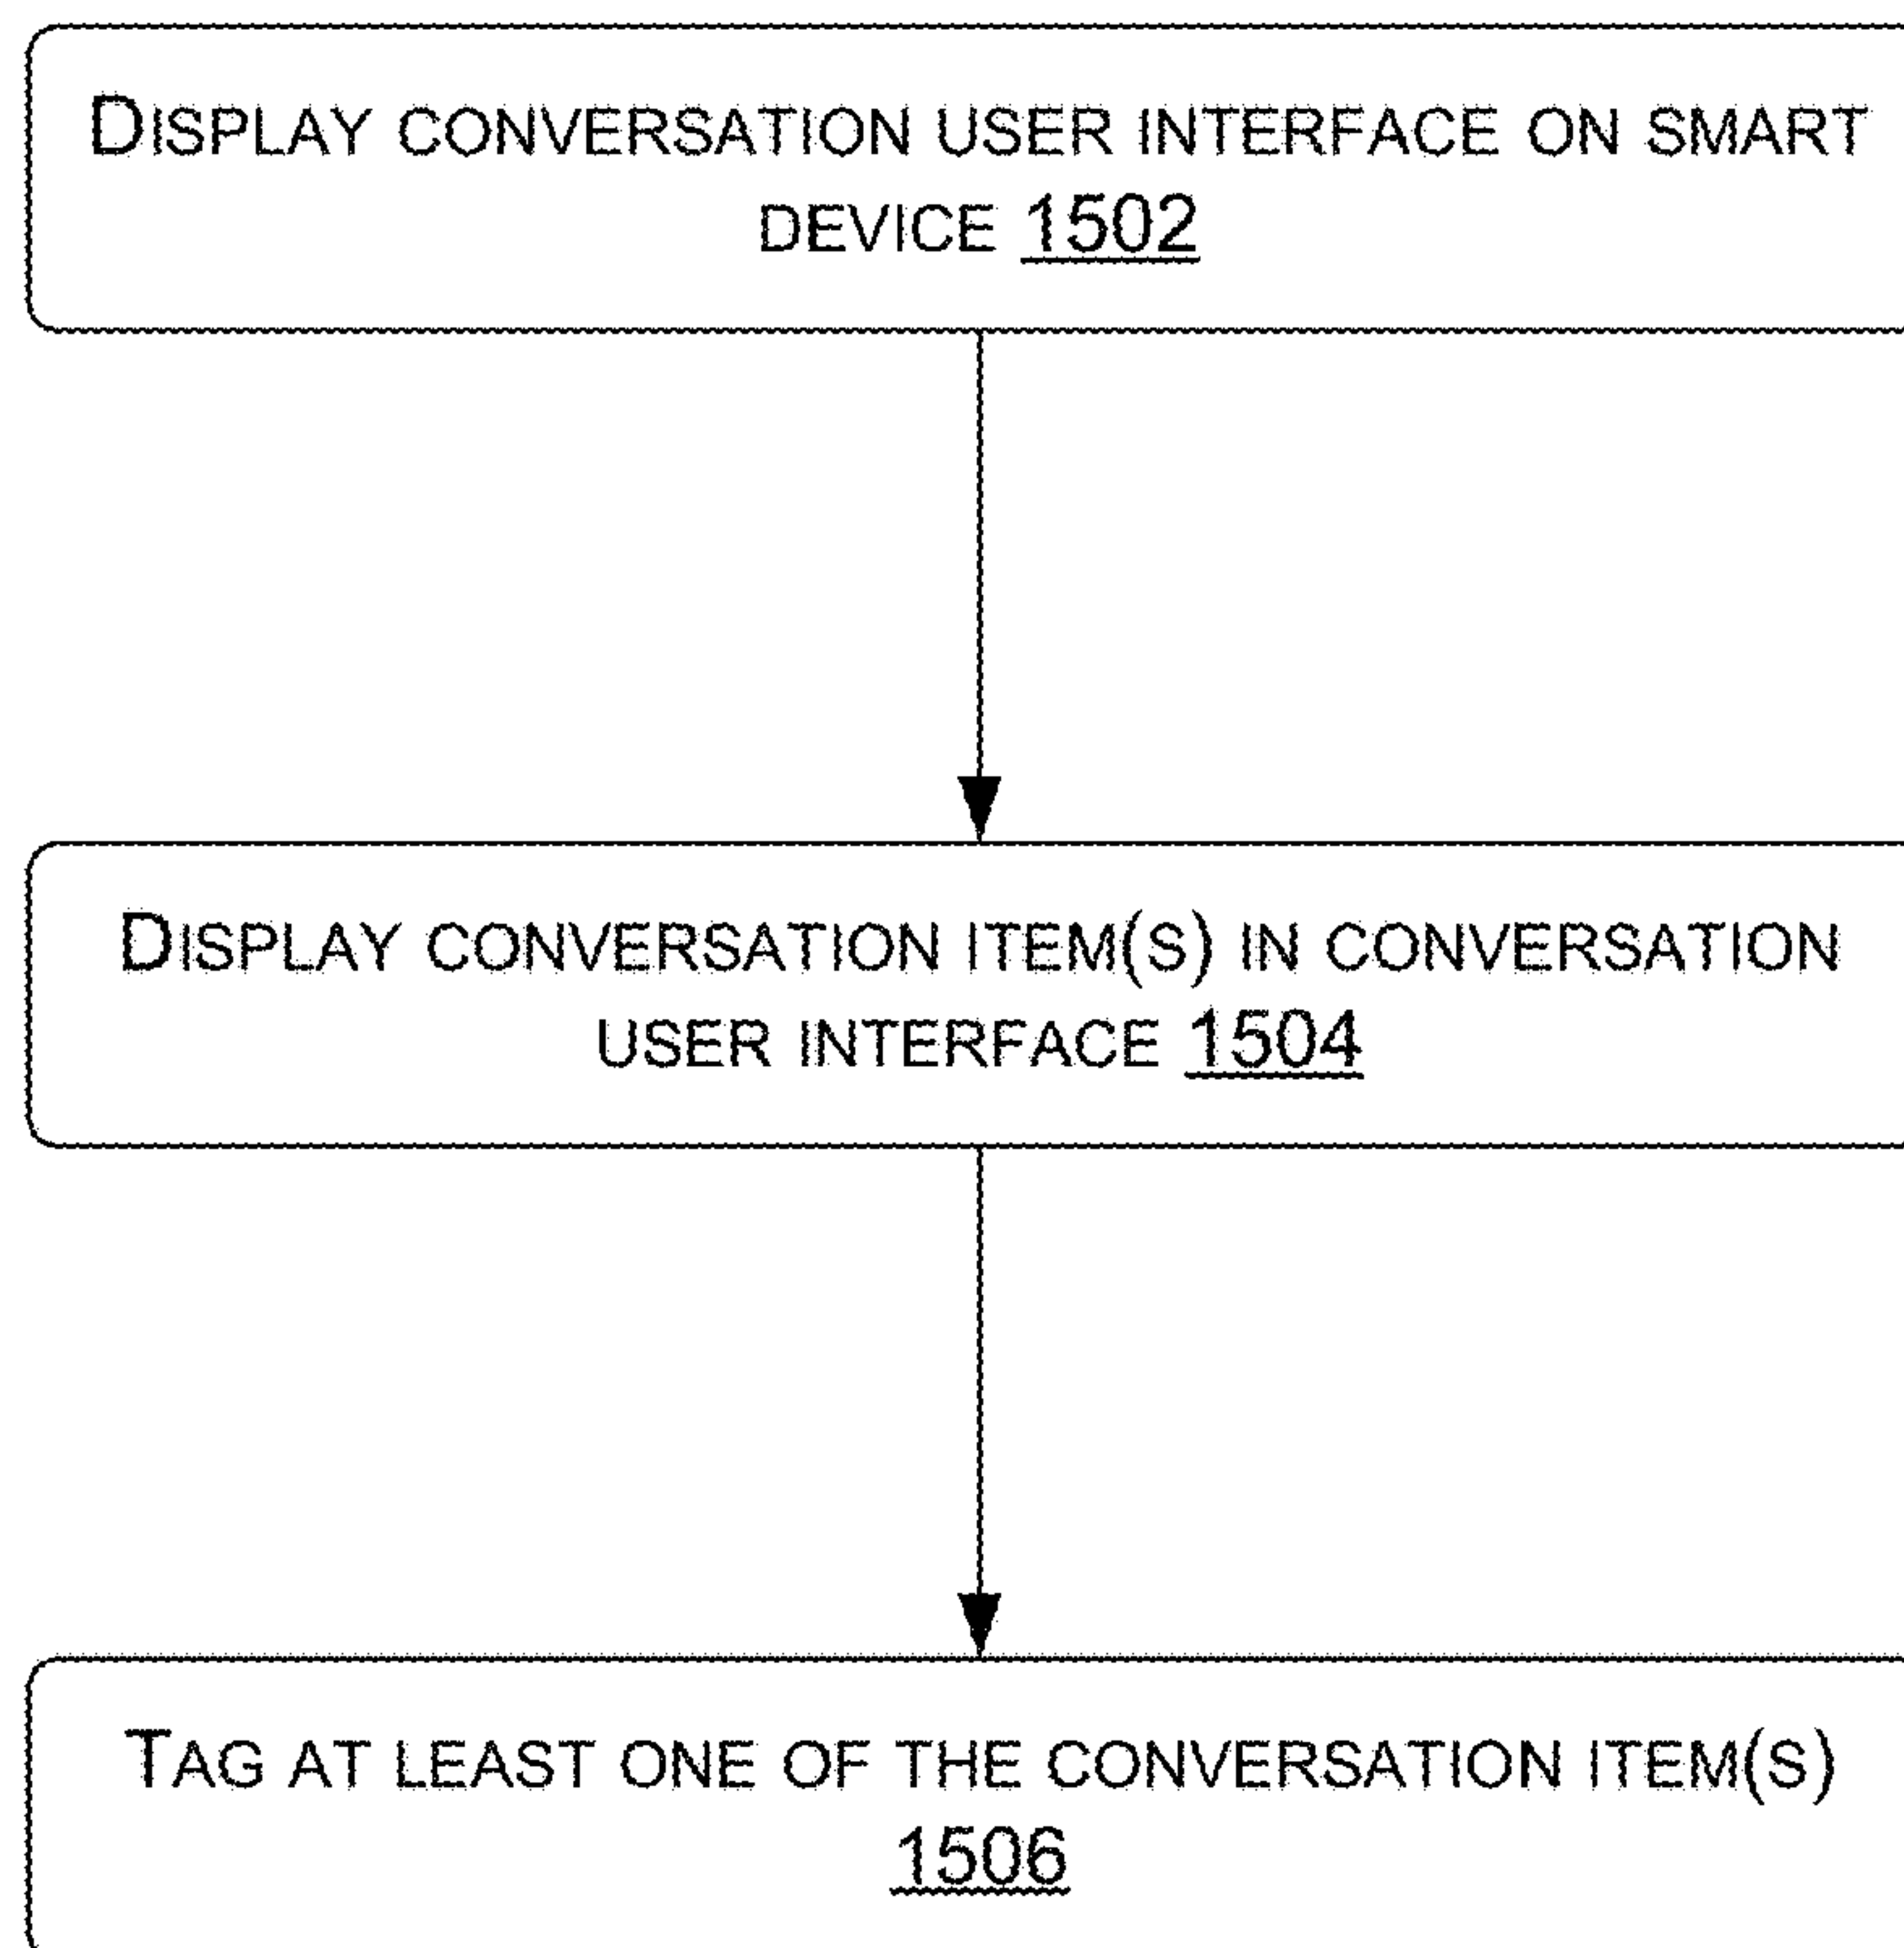 DISPLAY CONVERSATION USER INTERFACE ON SMART
DEVICE 1502
DISPLAY CONVERSATION ITEM(S) IN CONVERSATION
USER INTERFACE 1504
TAG AT LEAST ONE OF THE CONVERSATION ITEM(S)
1506